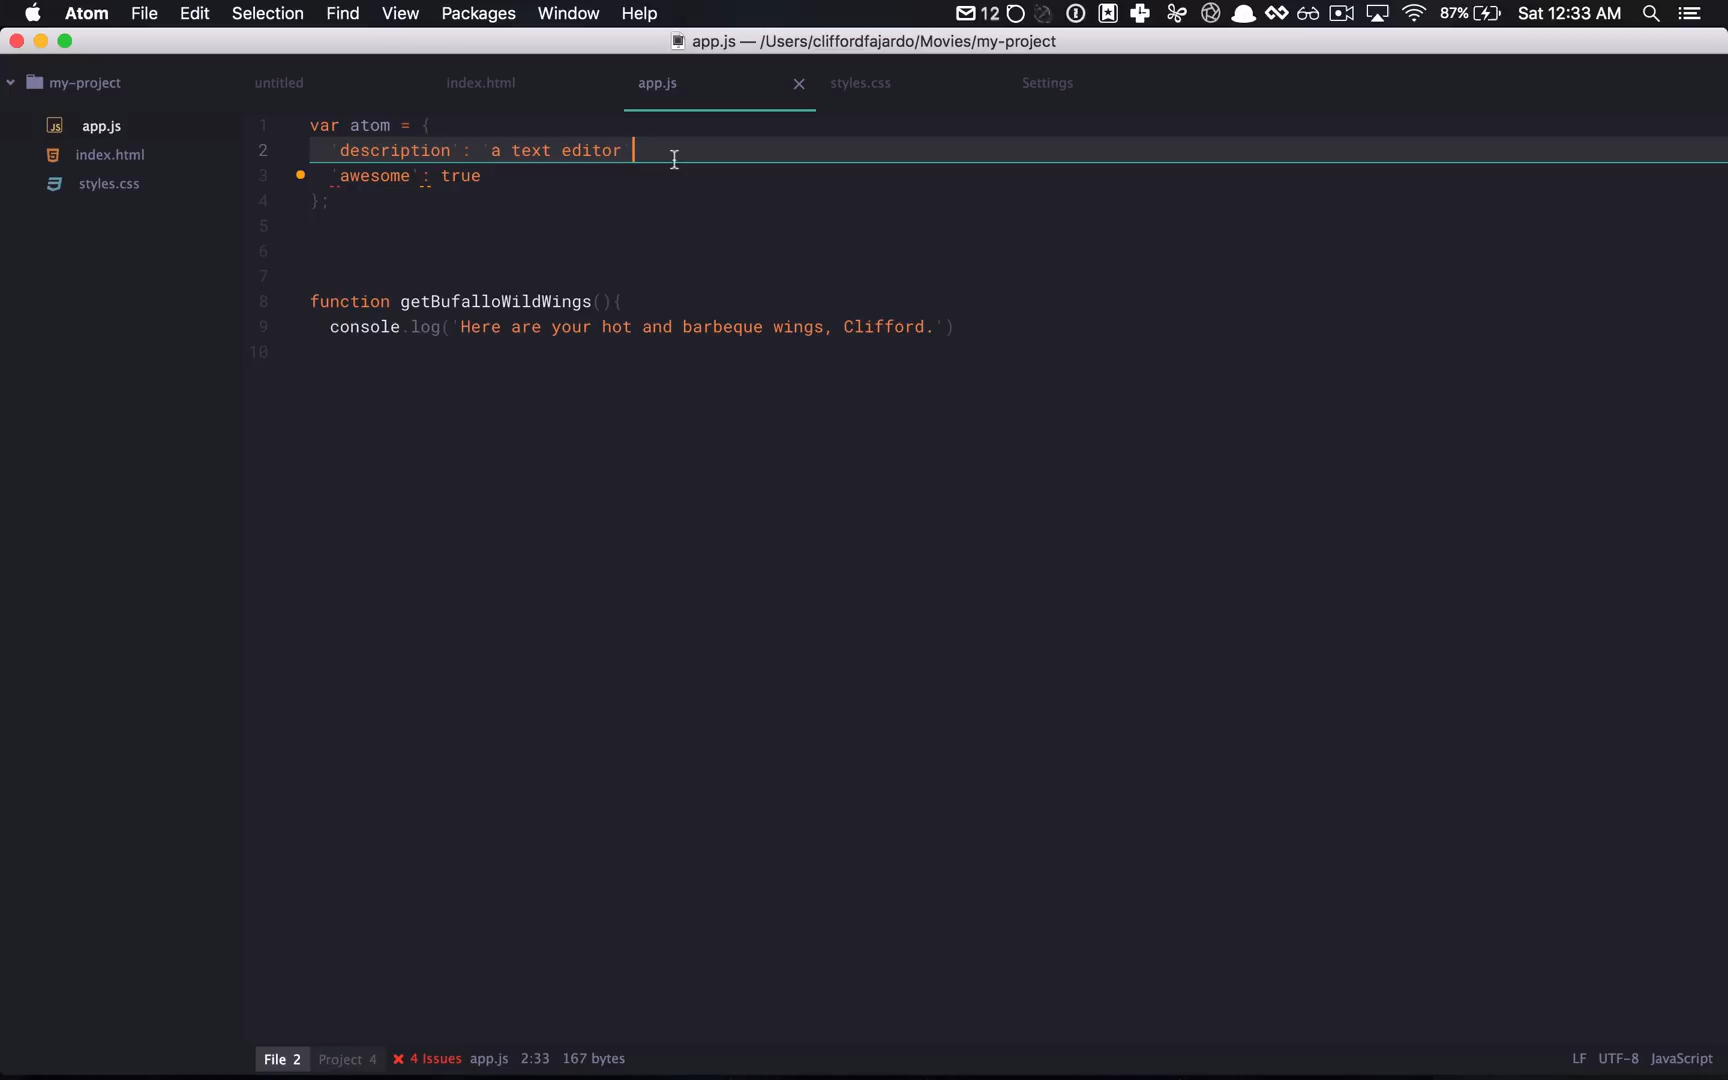 Atom File Edit Selection Find View Packages Window Help 12 87% Sat 12:33 AM
app.js — /Users/cliffordfajardo/Movies/my-project
my-project untitled index.html app.js styles.css Settings
app.js
index.html
styles.css
1 var atom = {
2 'description': 'a text editor'
3 'awesome': true
4 };
5
6
7
8 function getBufalloWildWings(){
9 console.log('Here are your hot and barbeque wings, Clifford.')
10
File 2 Project 4 4 Issues app.js 2:33 167 bytes LF UTF-8 JavaScript